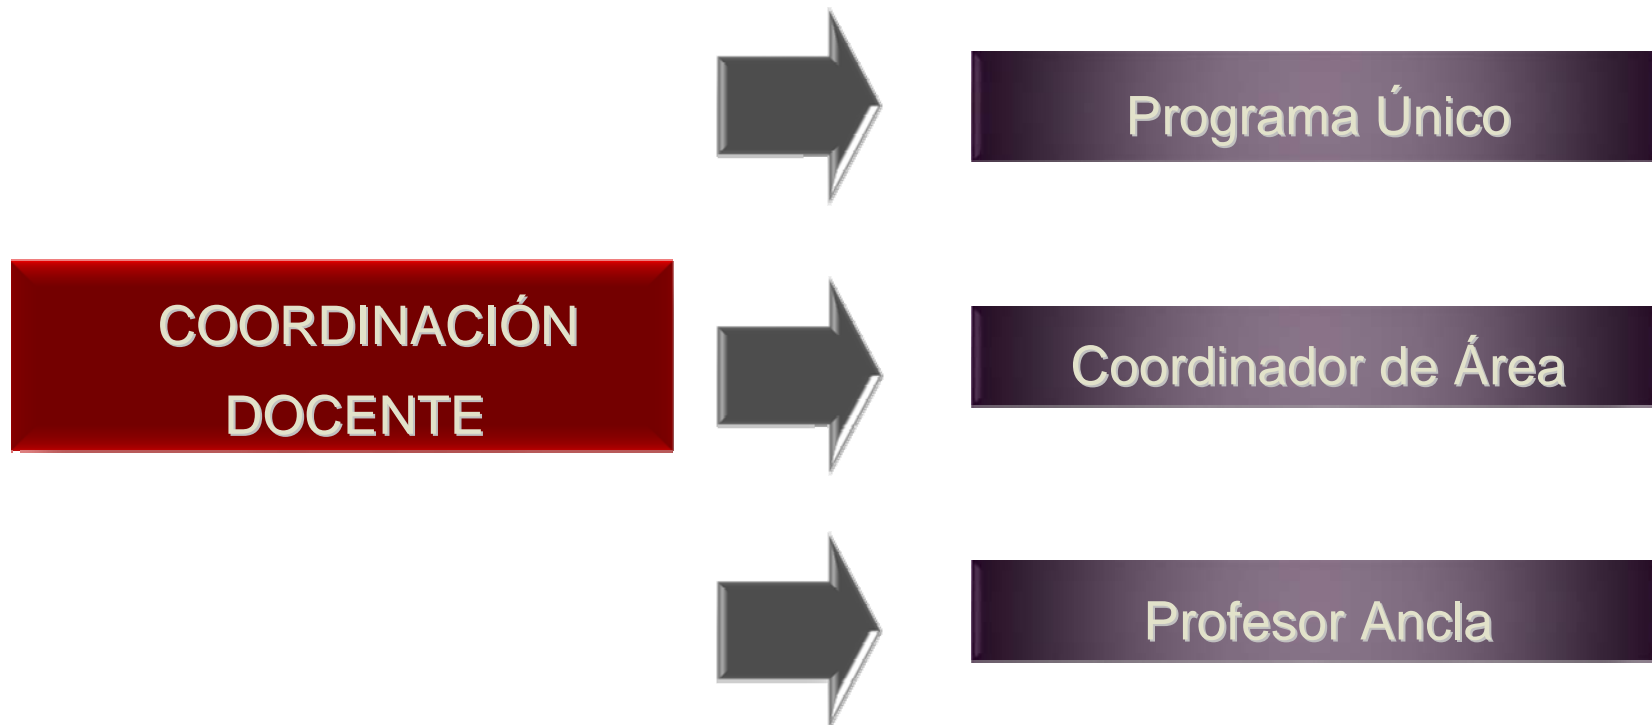 COORDINACIÓN
DOCENTE
Programa Único
Coordinador de Área
Profesor Ancla